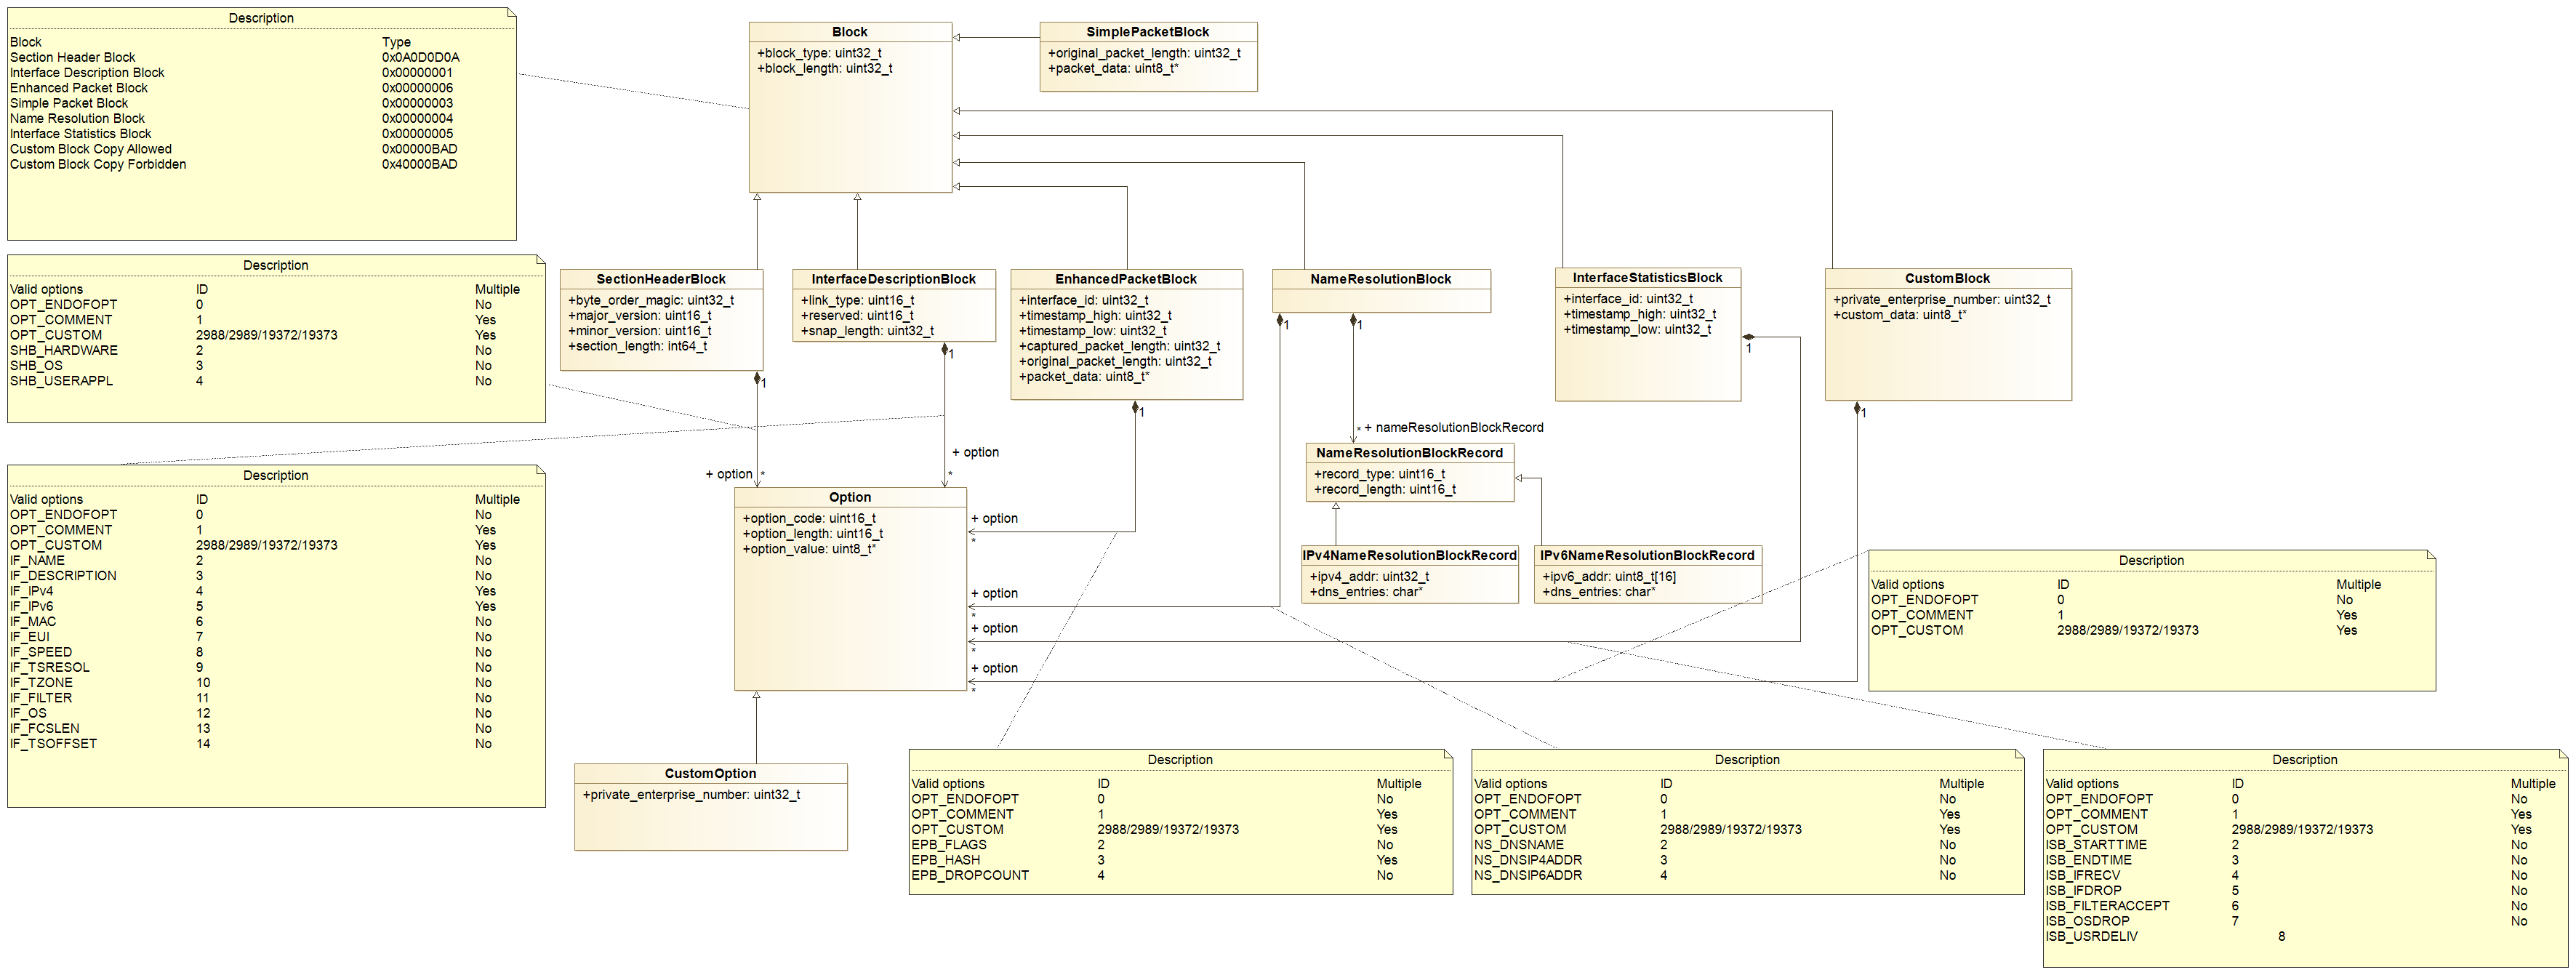 Description
Block Type
Section Header Block 0x0A0D0D0A
Interface Description Block 0x00000001
Enhanced Packet Block 0x00000006
Simple Packet Block 0x00000003
Name Resolution Block 0x00000004
Interface Statistics Block 0x00000005
Custom Block Copy Allowed 0x00000BAD
Custom Block Copy Forbidden 0x40000BAD
Block
+block_type: uint32_t
+block_length: uint32_t
SimplePacketBlock
+original_packet_length: uint32_t
+packet_data: uint8_t*
Description
Valid options ID Multiple
OPT_ENDOFOPT 0 No
OPT_COMMENT 1 Yes
OPT_CUSTOM 2988/2989/19372/19373 Yes
SHB_HARDWARE 2 No
SHB_OS 3 No
SHB_USERAPPL 4 No
SectionHeaderBlock
+byte_order_magic: uint32_t
+major_version: uint16_t
+minor_version: uint16_t
+section_length: int64_t
1
InterfaceDescriptionBlock
+link_type: uint16_t
+reserved: uint16_t
+snap_length: uint32_t
1
EnhancedPacketBlock
+interface_id: uint32_t
+timestamp_high: uint32_t
+timestamp_low: uint32_t
+captured_packet_length: uint32_t
+original_packet_length: uint32_t
+packet_data: uint8_t*
1
NameResolutionBlock
1
1
InterfaceStatisticsBlock
+interface_id: uint32_t
+timestamp_high: uint32_t
+timestamp_low: uint32_t
1
CustomBlock
+private_enterprise_number: uint32_t
+custom_data: uint8_t*
1
* + nameResolutionBlockRecord
NameResolutionBlockRecord
+record_type: uint16_t
+record_length: uint16_t
IPv4NameResolutionBlockRecord
+ipv4_addr: uint32_t
+dns_entries: char*
IPv6NameResolutionBlockRecord
+ipv6_addr: uint8_t[16]
+dns_entries: char*
+ option
*
+ option *
Option
+option_code: uint16_t
+option_length: uint16_t
+option_value: uint8_t*
+ option
*
+ option
*
+ option
*
+ option
*
Description
Valid options ID Multiple
OPT_ENDOFOPT 0 No
OPT_COMMENT 1 Yes
OPT_CUSTOM 2988/2989/19372/19373 Yes
IF_NAME 2 No
IF_DESCRIPTION 3 No
IF_IPv4 4 Yes
IF_IPv6 5 Yes
IF_MAC 6 No
IF_EUI 7 No
IF_SPEED 8 No
IF_TSRESOL 9 No
IF_TZONE 10 No
IF_FILTER 11 No
IF_OS 12 No
IF_FCSLEN 13 No
IF_TSOFFSET 14 No
Description
Valid options ID Multiple
OPT_ENDOFOPT 0 No
OPT_COMMENT 1 Yes
OPT_CUSTOM 2988/2989/19372/19373 Yes
CustomOption
+private_enterprise_number: uint32_t
Description
Valid options ID Multiple
OPT_ENDOFOPT 0 No
OPT_COMMENT 1 Yes
OPT_CUSTOM 2988/2989/19372/19373 Yes
EPB_FLAGS 2 No
EPB_HASH 3 Yes
EPB_DROPCOUNT 4 No
Description
Valid options ID Multiple
OPT_ENDOFOPT 0 No
OPT_COMMENT 1 Yes
OPT_CUSTOM 2988/2989/19372/19373 Yes
NS_DNSNAME 2 No
NS_DNSIP4ADDR 3 No
NS_DNSIP6ADDR 4 No
Description
Valid options ID Multiple
OPT_ENDOFOPT 0 No
OPT_COMMENT 1 Yes
OPT_CUSTOM 2988/2989/19372/19373 Yes
ISB_STARTTIME 2 No
ISB_ENDTIME 3 No
ISB_IFRECV 4 No
ISB_IFDROP 5 No
ISB_FILTERACCEPT 6 No
ISB_OSDROP 7 No
ISB_USRDELIV 8